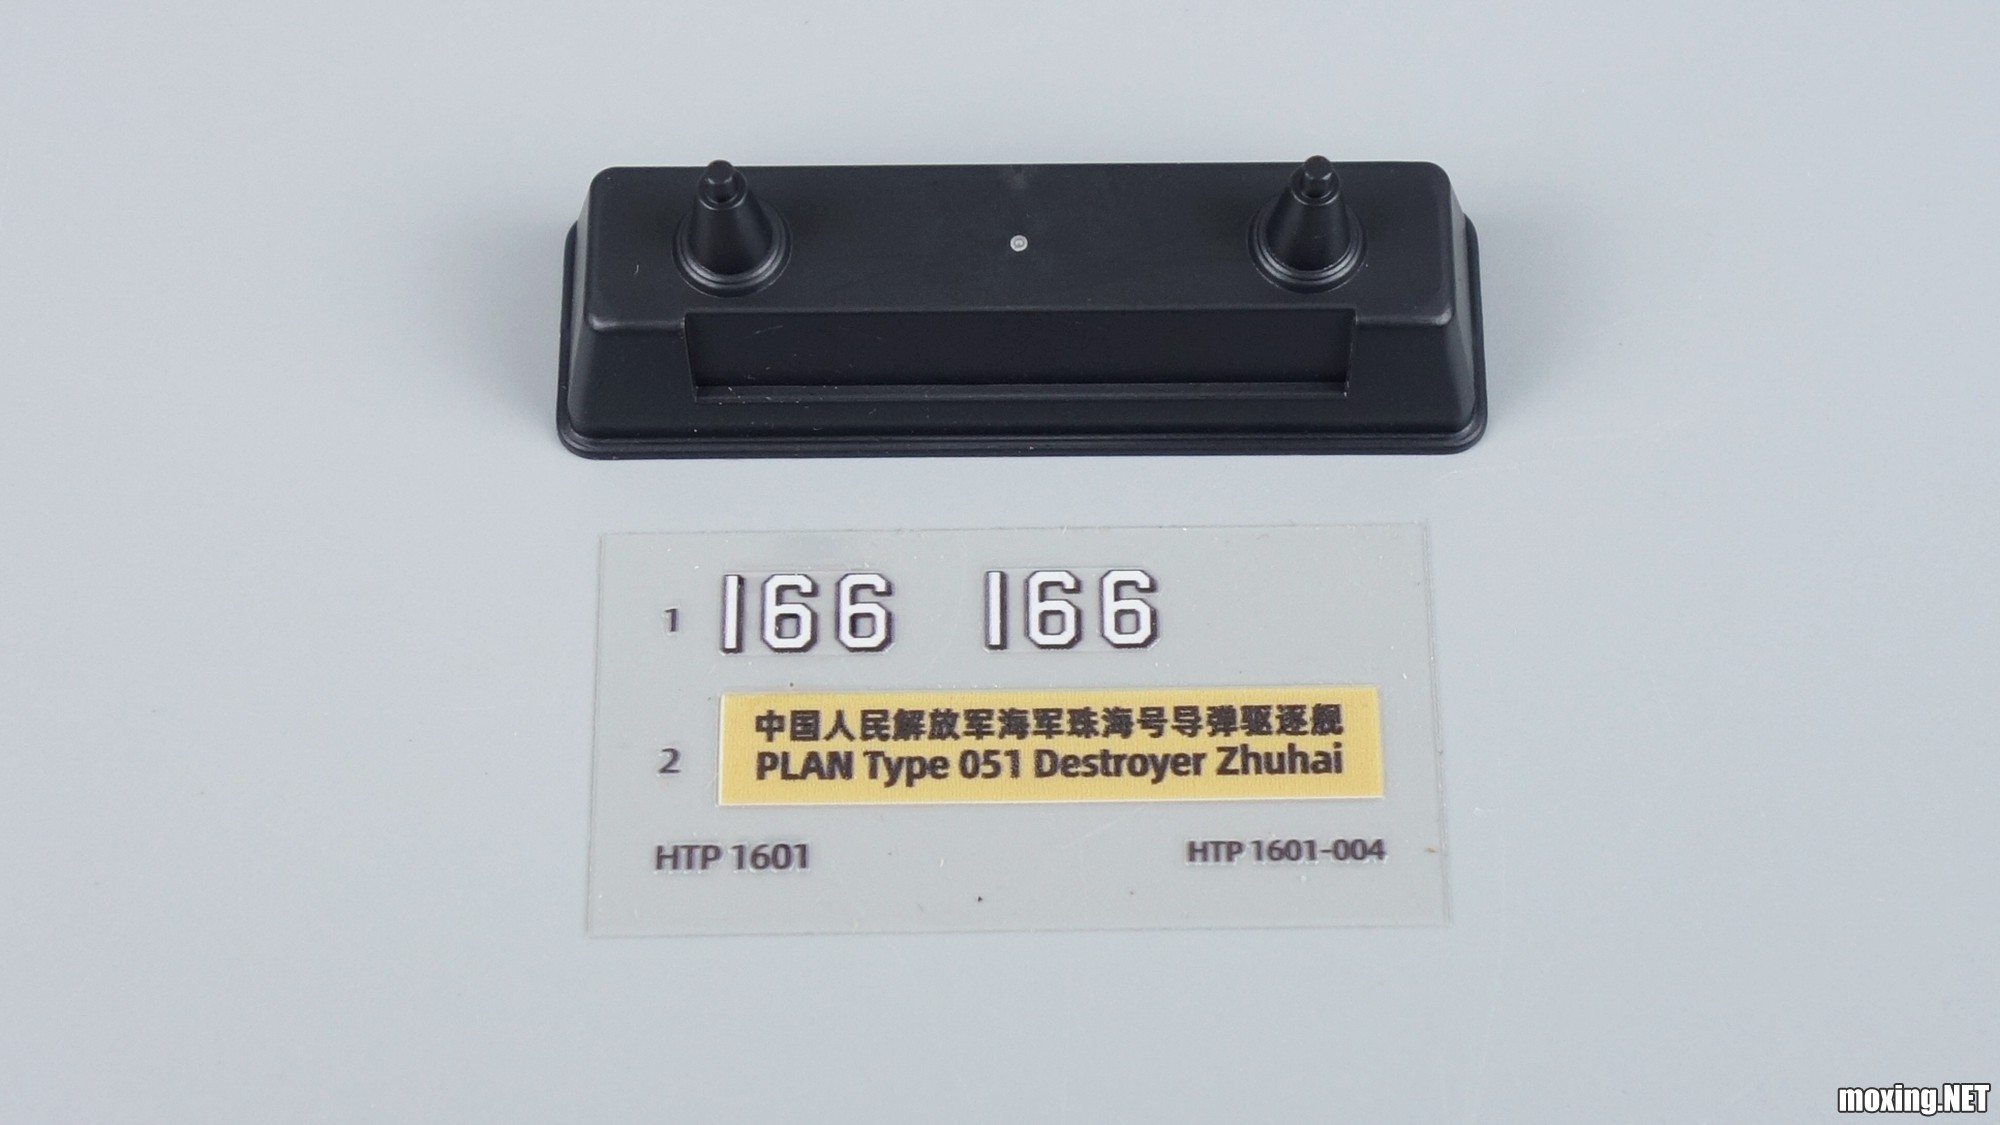 1 166 166
2
中国人民解放军海军珠海号导弹驱逐舰
PLAN Type 051 Destroyer Zhuhai
HTP 1601
HTP 1601-004
moxing.NET